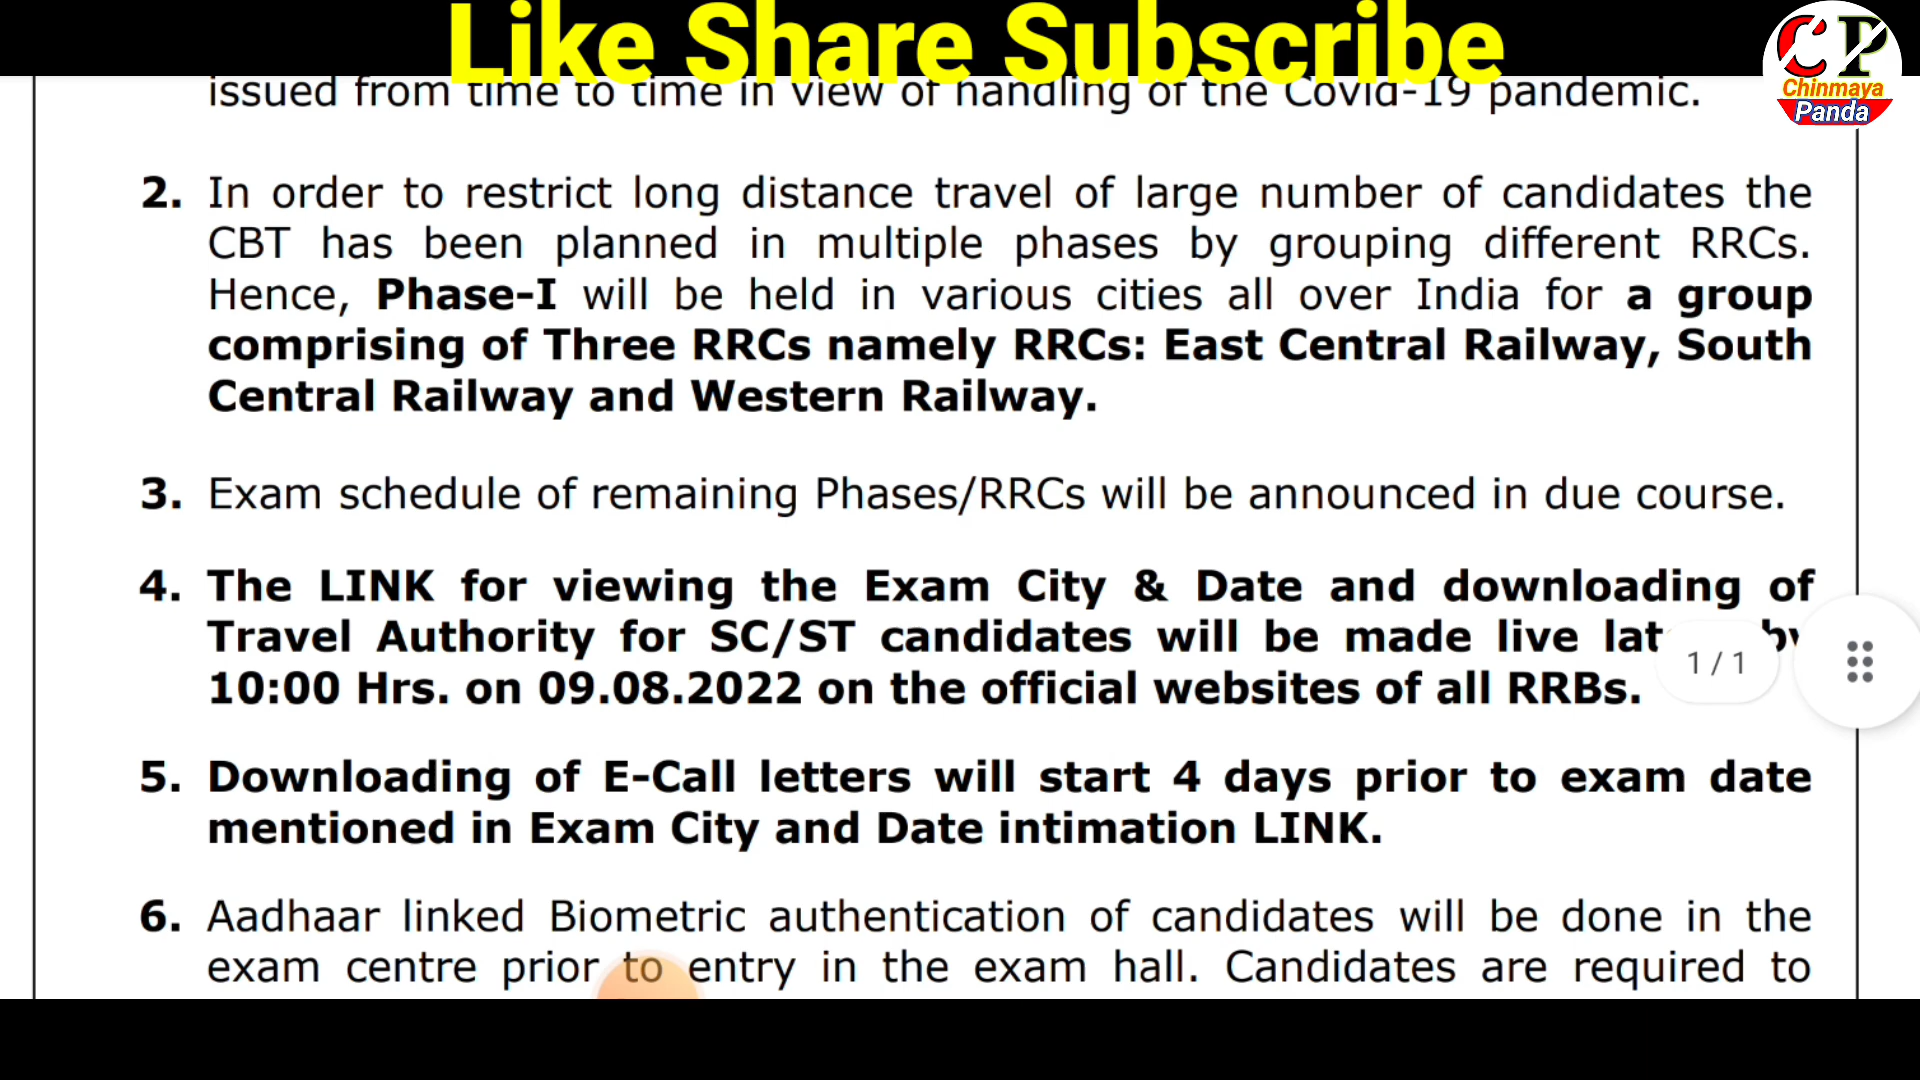 Like Share Subscribe
CP
Chinmaya
Panda
issued from time to time in view of handling of the Covid-19 pandemic.
2. In order to restrict long distance travel of large number of candidates the
CBT has been planned in multiple phases by grouping different RRCs.
Hence, Phase-I will be held in various cities all over India for a group
comprising of Three RRCs namely RRCs: East Central Railway, South
Central Railway and Western Railway.
3. Exam schedule of remaining Phases/RRCs will be announced in due course.
4. The LINK for viewing the Exam City & Date and downloading of
Travel Authority for SC/ST candidates will be made live by
10:00 Hrs. on 09.08.2022 on the official websites of all RRBs.
1/1
5. Downloading of E-Call letters will start 4 days prior to exam date
mentioned in Exam City and Date intimation LINK.
6. Aadhaar linked Biometric authentication of candidates will be done in the
exam centre prior to entry in the exam hall. Candidates are required to